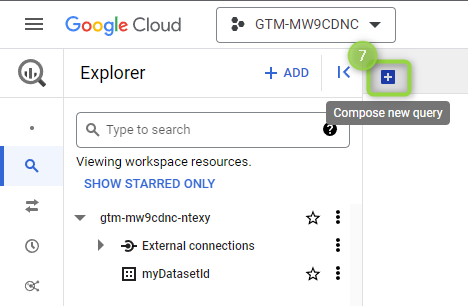 Google Cloud
GTM-MW9CDNC
7
Explorer
+ ADD
Compose new query
Type to search
Viewing workspace resources.
SHOW STARRED ONLY
gtm-mw9cdnc-ntexy
External connections
myDatasetId